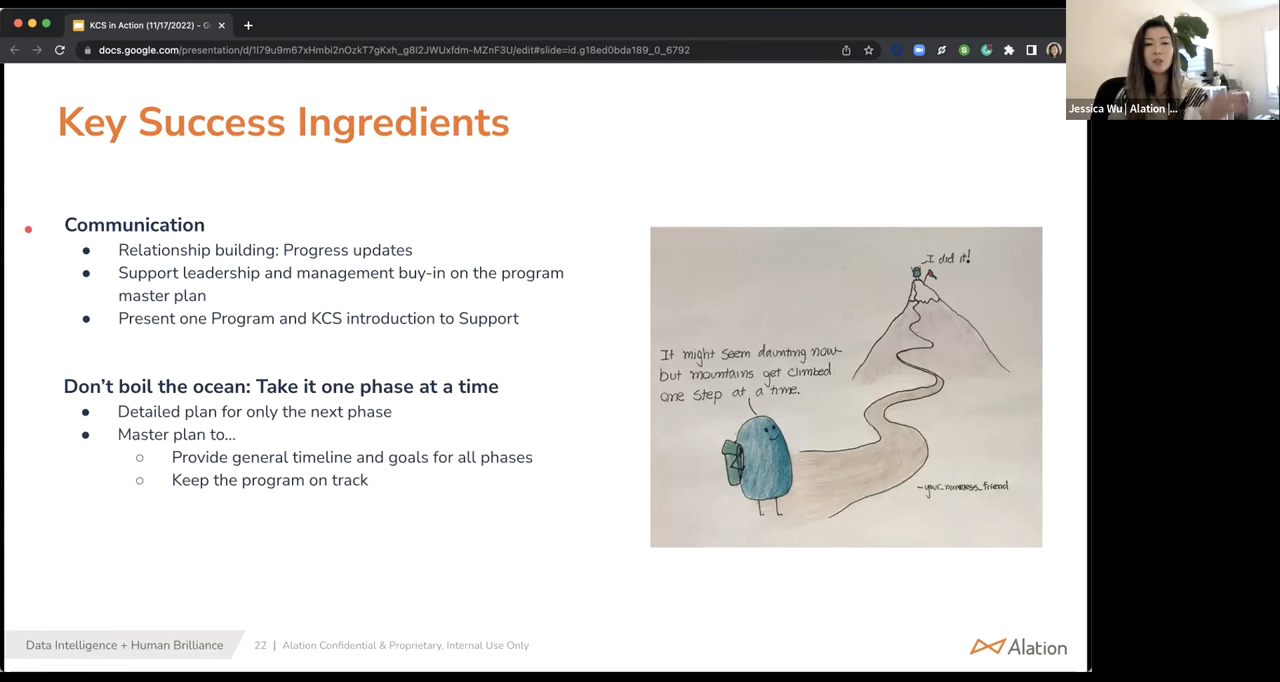 KCS in Action (11/17/2022) - G
docs.google.com/presentation/d/1l79u9m67xHmbi2nOzkT7gKxh_g8l2JWUxfdm-MZnF3U/edit#slide=id.g18ed0bda189_0_6792
Jessica Wu | Alation |...
Key Success Ingredients
Communication
● Relationship building: Progress updates
● Support leadership and management buy-in on the program
master plan
● Present one Program and KCS introduction to Support
Don’t boil the ocean: Take it one phase at a time
● Detailed plan for only the next phase
● Master plan to...
○ Provide general timeline and goals for all phases
○ Keep the program on track
I did it!
It might seem daunting now
but mountains get climbed
one step at a time.
-your_nameless_friend
Data Intelligence + Human Brilliance
22 | Alation Confidential & Proprietary, Internal Use Only
Alation